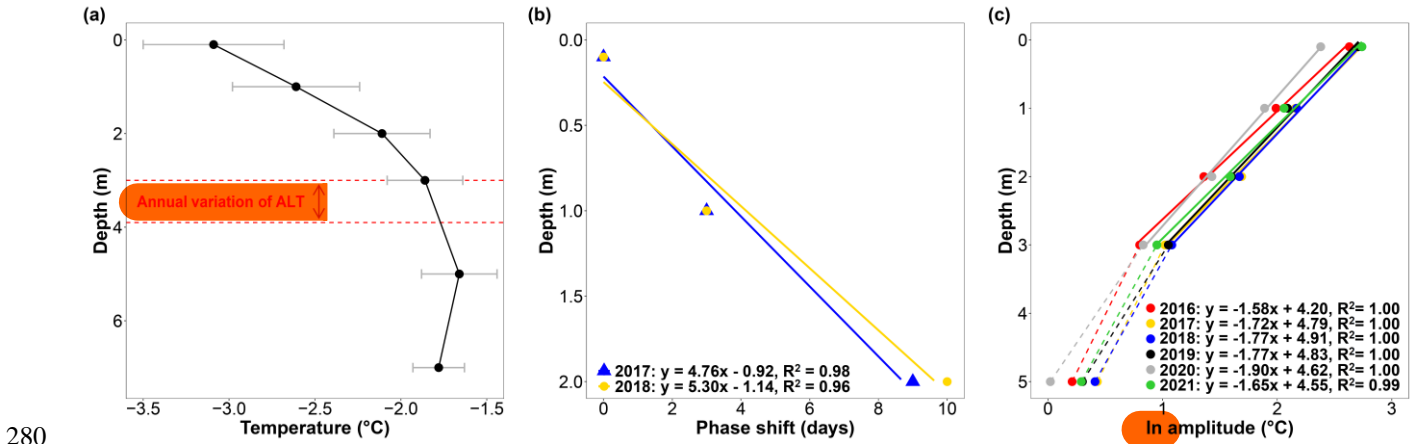 (a)
(b)
(c)
0
2
4
6
Depth (m)
Annual variation of ALT
−3.5
−3.0
−2.5
−2.0
−1.5
Temperature (°C)
0.0
0.5
1.0
1.5
2.0
Depth (m)
2017: y = 4.76x - 0.92, R²= 0.98
2018: y = 5.30x - 1.14, R²= 0.96
0
2
4
6
8
10
Phase shift (days)
0
1
2
3
4
5
Depth (m)
2016: y = -1.58x + 4.20, R²= 1.00
2017: y = -1.72x + 4.79, R²= 1.00
2018: y = -1.77x + 4.91, R²= 1.00
2019: y = -1.77x + 4.83, R²= 1.00
2020: y = -1.90x + 4.62, R²= 1.00
2021: y = -1.65x + 4.55, R²= 0.99
0
1
2
3
ln amplitude (°C)
280